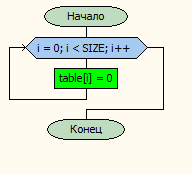 Начало
i = 0; i < SIZE; i++
table[i] = 0
Конец